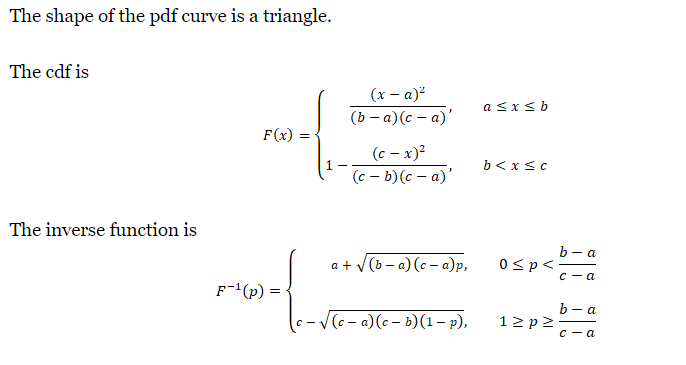 The shape of the pdf curve is a triangle.
The cdf is
F(x) = { (x − a)² / (b − a)(c − a), a ≤ x ≤ b
1 − (c − x)² / (c − b)(c − a), b < x ≤ c
The inverse function is
F⁻¹(p) = { a + √(b − a)(c − a)p, 0 ≤ p < b − a / c − a
c − √(c − a)(c − b)(1 − p), 1 ≥ p ≥ b − a / c − a